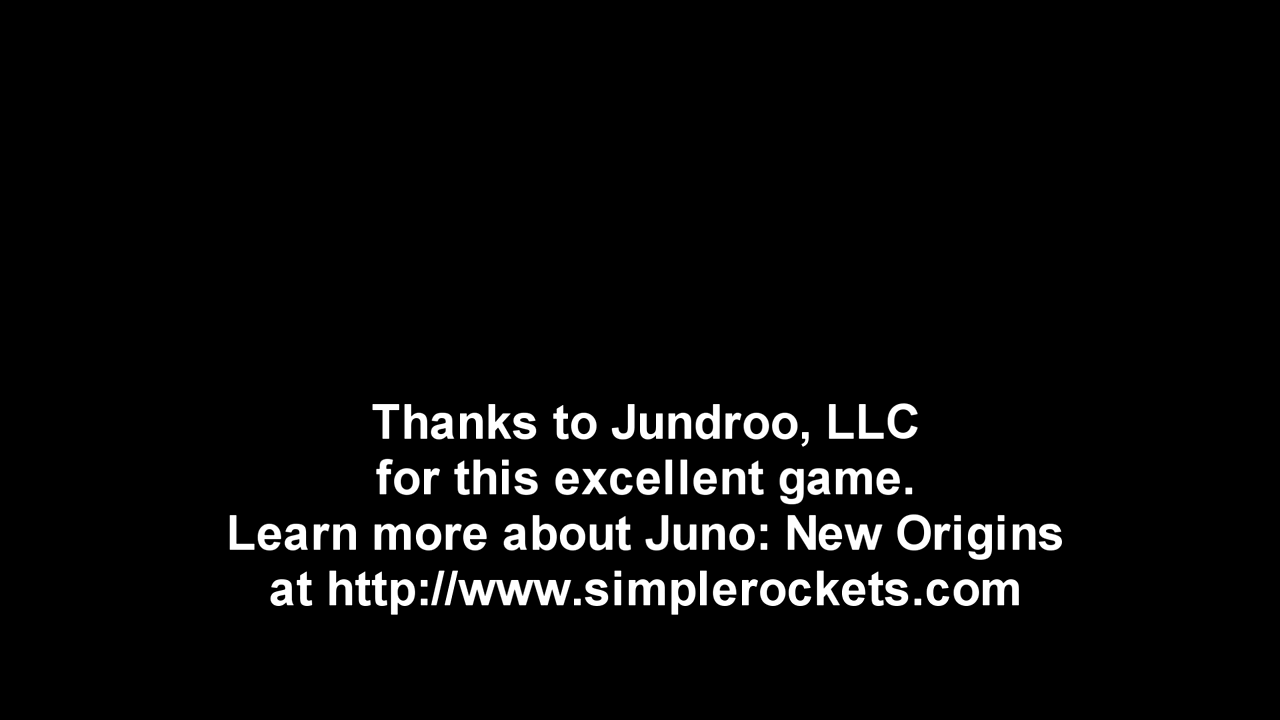 Thanks to Jundroo, LLC
for this excellent game.
Learn more about Juno: New Origins
at http://www.simplerockets.com